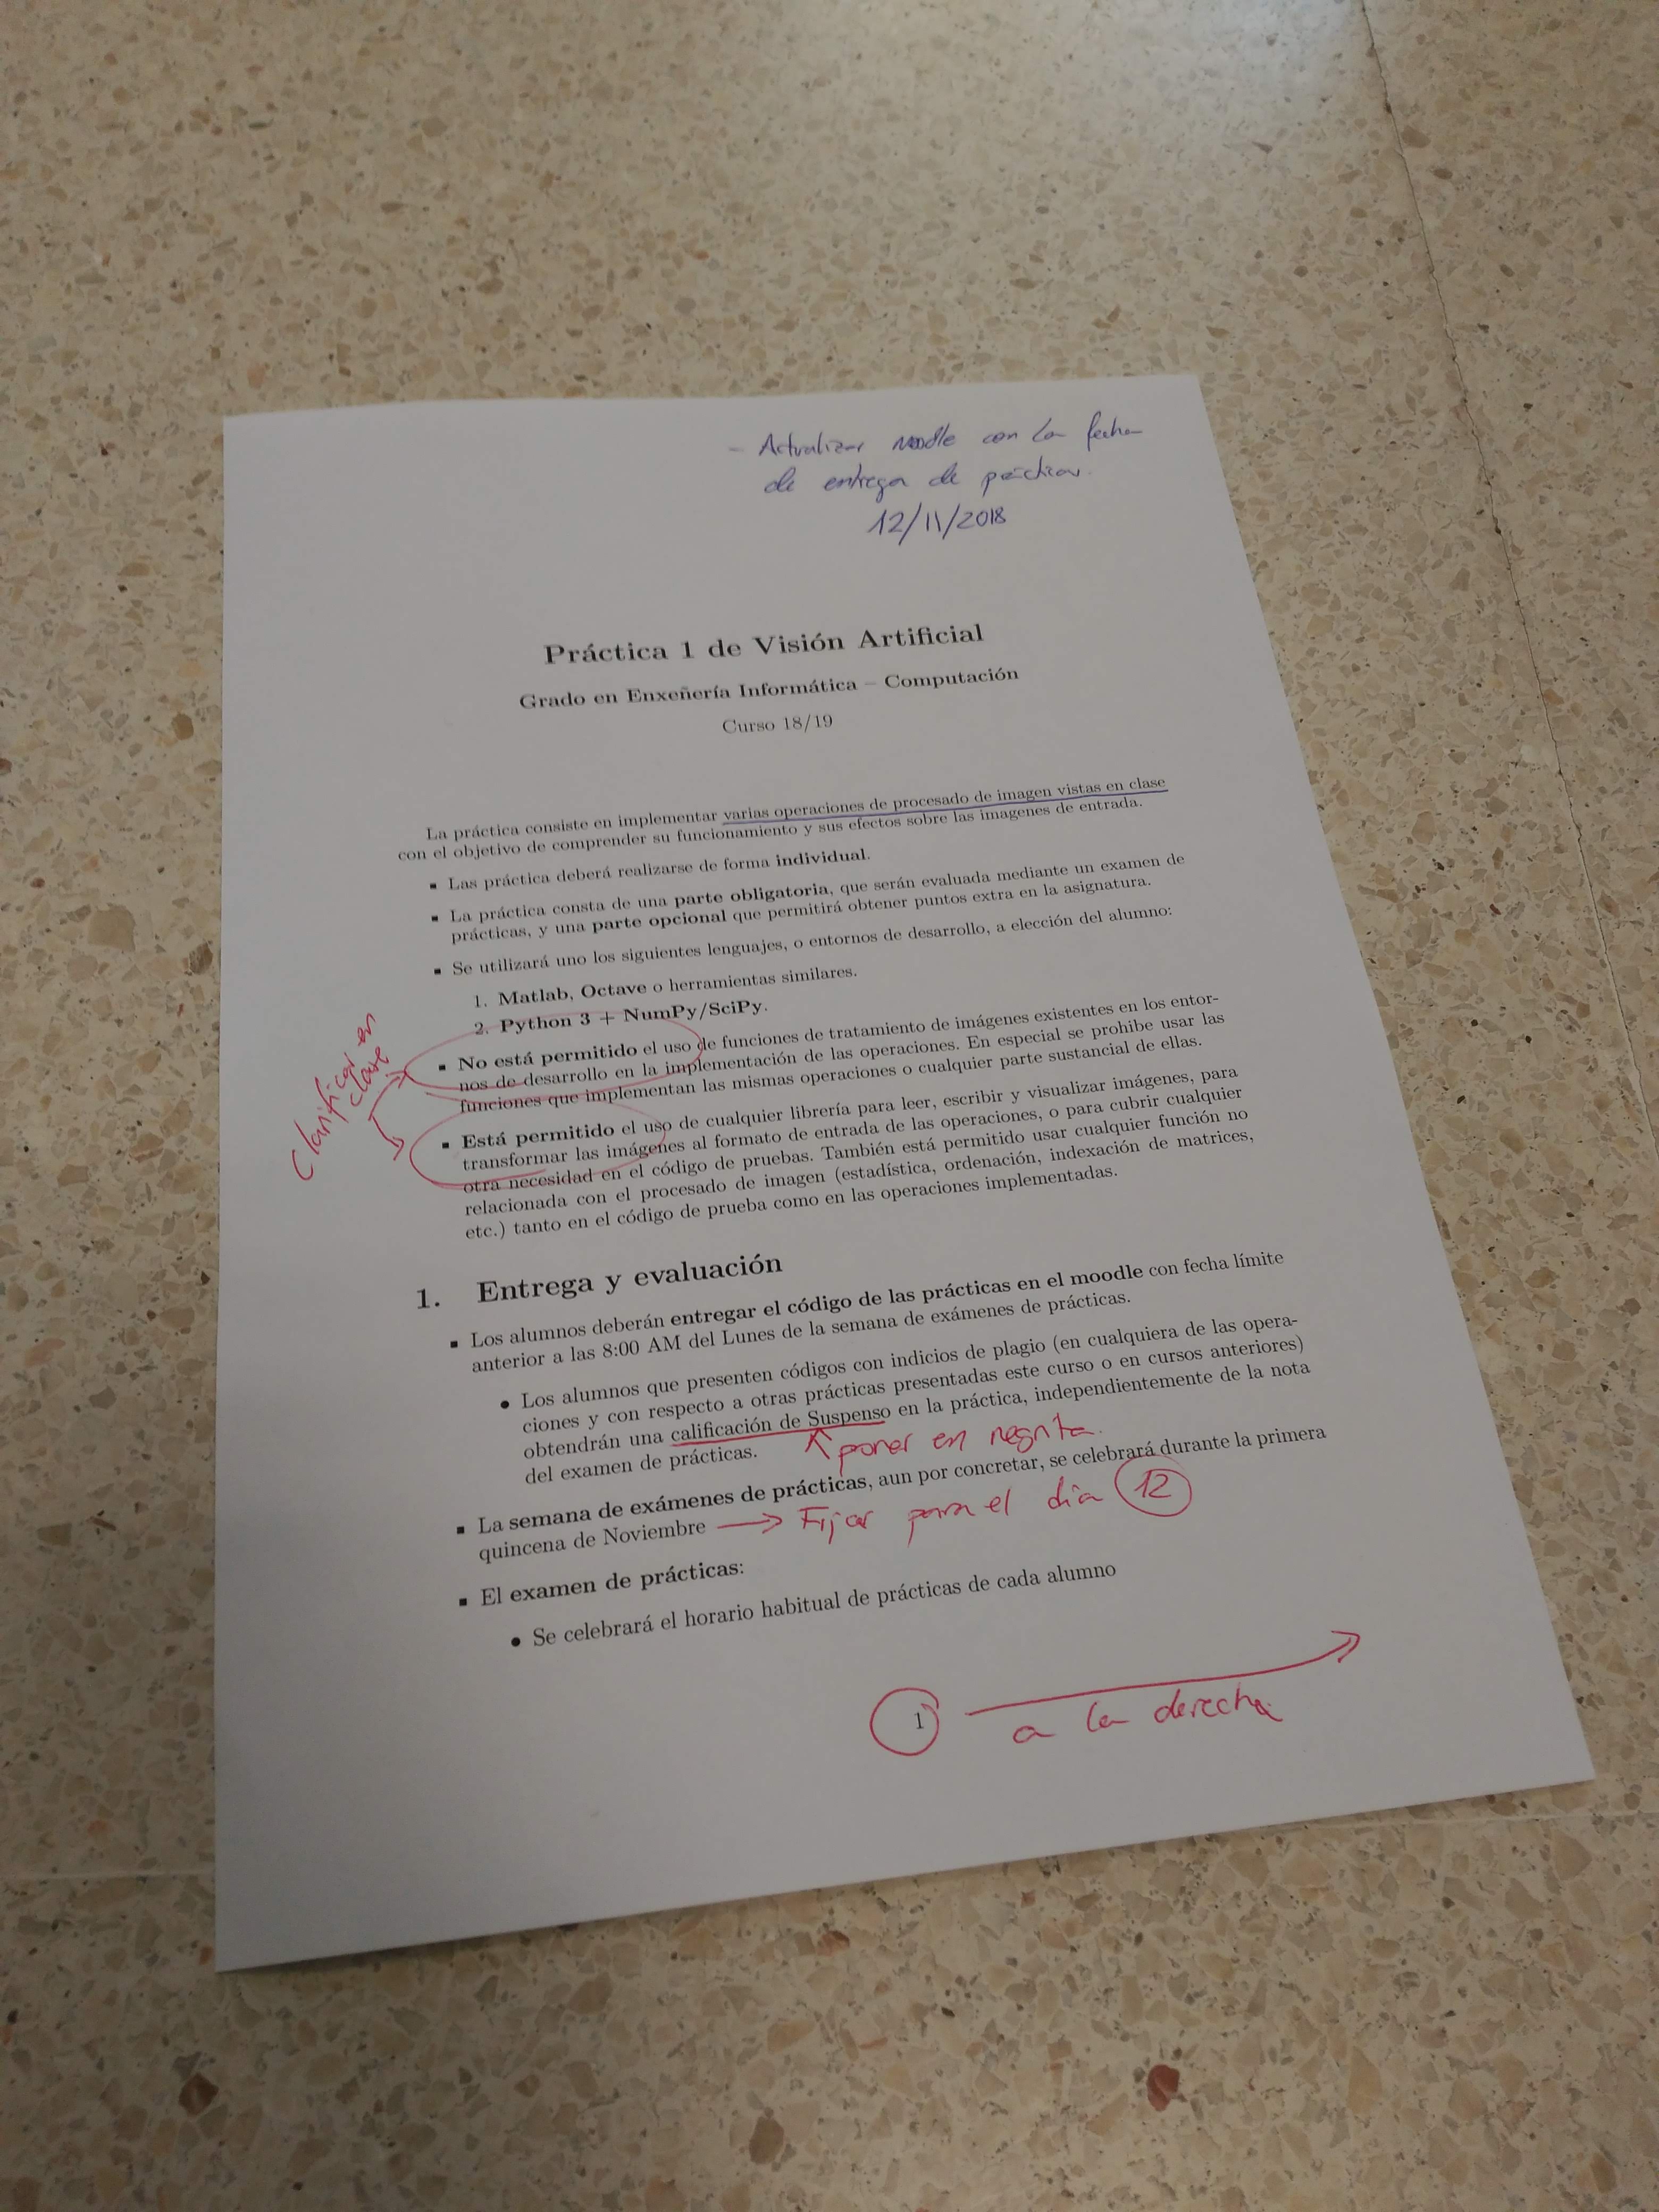 - Actualizar Moodle con la fecha
de entrega de prácticas.
12/11/2018
Práctica 1 de Visión Artificial
Grado en Enxeñería Informática – Computación
Curso 18/19
La práctica consiste en implementar varias operaciones de procesado de imagen vistas en clase
con el objetivo de comprender su funcionamiento y sus efectos sobre las imagenes de entrada.
▪ Las práctica deberá realizarse de forma individual.
▪ La práctica consta de una parte obligatoria, que serán evaluada mediante un examen de
prácticas, y una parte opcional que permitirá obtener puntos extra en la asignatura.
▪ Se utilizará uno los siguientes lenguajes, o entornos de desarrollo, a elección del alumno:
1. Matlab, Octave o herramientas similares.
2. Python 3 + NumPy/SciPy.
Clarificar en
clase
▪ No está permitido el uso de funciones de tratamiento de imágenes existentes en los entor-
nos de desarrollo en la implementación de las operaciones. En especial se prohibe usar las
funciones que implementan las mismas operaciones o cualquier parte sustancial de ellas.
▪ Está permitido el uso de cualquier librería para leer, escribir y visualizar imágenes, para
transformar las imágenes al formato de entrada de las operaciones, o para cubrir cualquier
otra necesidad en el código de pruebas. También está permitido usar cualquier función no
relacionada con el procesado de imagen (estadística, ordenación, indexación de matrices,
etc.) tanto en el código de prueba como en las operaciones implementadas.
1. Entrega y evaluación
▪ Los alumnos deberán entregar el código de las prácticas en el moodle con fecha límite
anterior a las 8:00 AM del Lunes de la semana de exámenes de prácticas.
• Los alumnos que presenten códigos con indicios de plagio (en cualquiera de las opera-
ciones y con respecto a otras prácticas presentadas este curso o en cursos anteriores)
obtendrán una calificación de Suspenso en la práctica, independientemente de la nota
del examen de prácticas.
poner en negrita.
▪ La semana de exámenes de prácticas, aun por concretar, se celebrará durante la primera
quincena de Noviembre → Fijar para el día 12
▪ El examen de prácticas:
• Se celebrará el horario habitual de prácticas de cada alumno
1
a la derecha